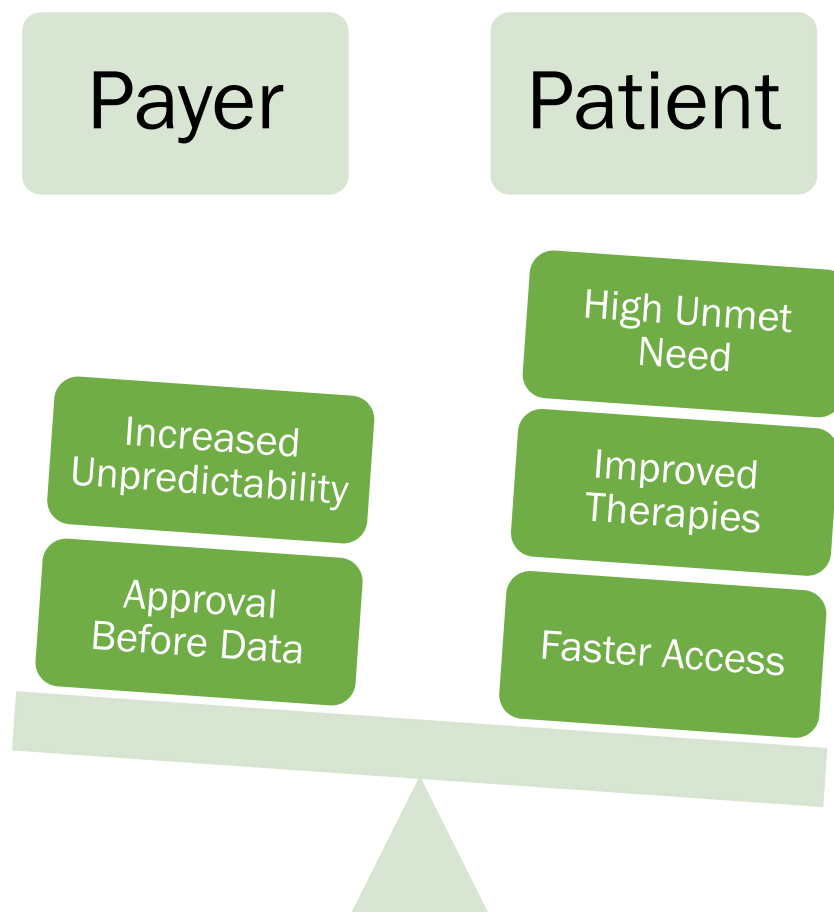 Payer
Patient
High Unmet
Need
Increased
Unpredictability
Improved
Therapies
Approval
Before Data
Faster Access